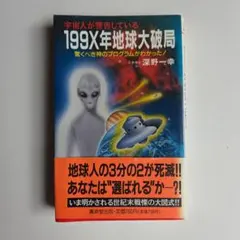 宇宙人が警告している
199X年地球大破局
驚くべき神のプログラムがわかった!
深野一幸
地球人の3分の2が死滅!!
あなたは"選ばれる"か―?!
いま明かされる世紀末戦慄の大図式!!